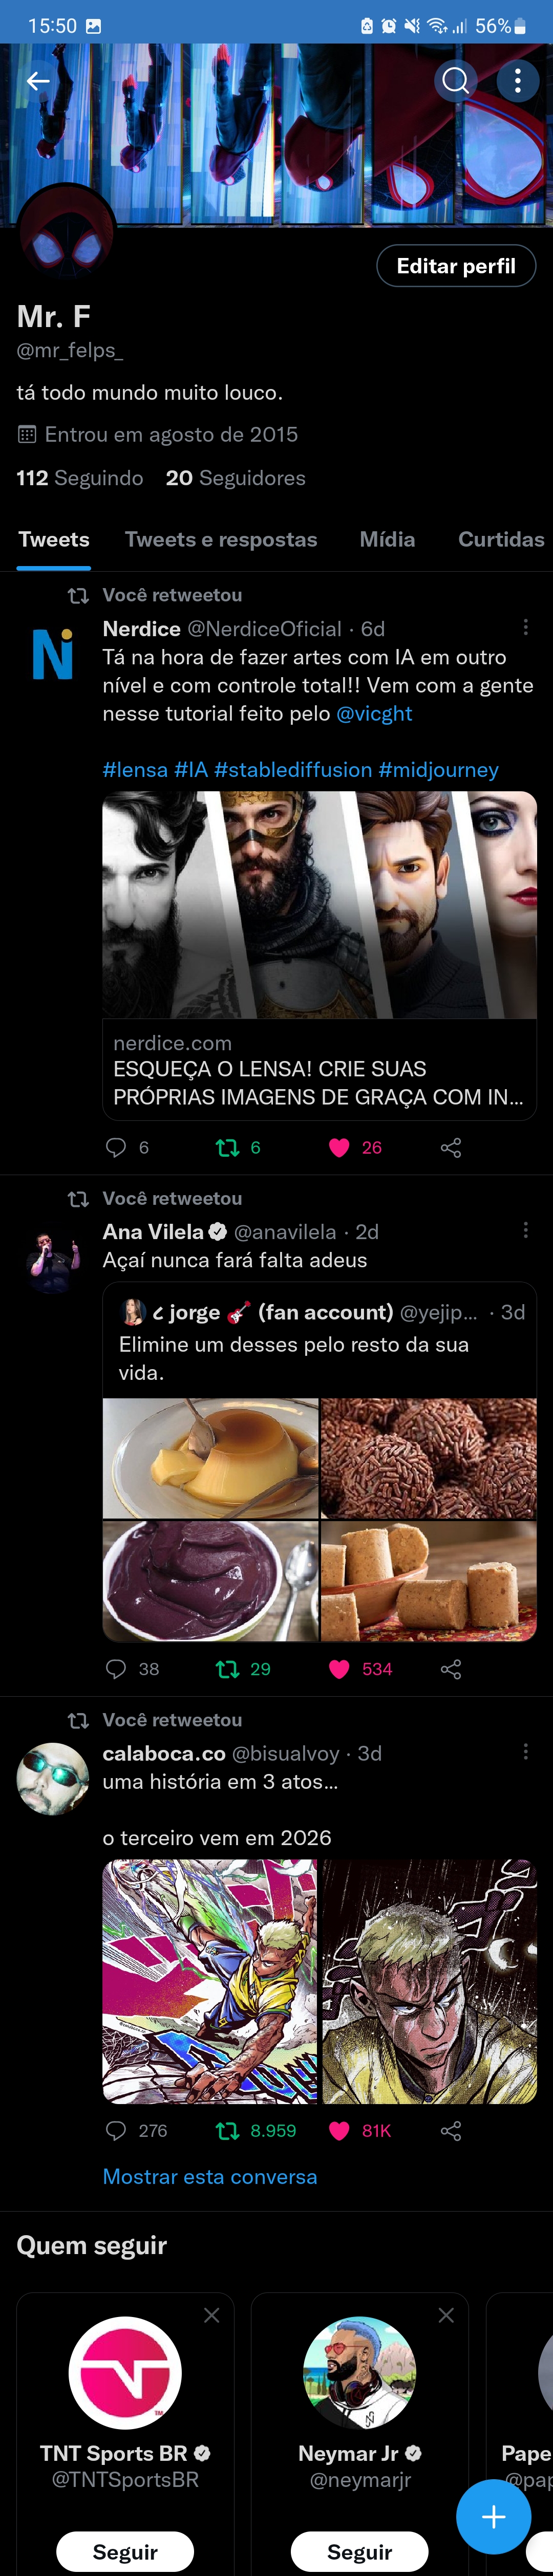 15:50
56%
Editar perfil
Mr. F
@mr_felps_
tá todo mundo muito louco.
Entrou em agosto de 2015
112 Seguindo 20 Seguidores
Tweets Tweets e respostas Mídia Curtidas
Você retweetou
Nerdice @NerdiceOficial · 6d
Tá na hora de fazer artes com IA em outro
nível e com controle total!! Vem com a gente
nesse tutorial feito pelo @vicght
#lensa #IA #stablediffusion #midjourney
nerdice.com
ESQUEÇA O LENSA! CRIE SUAS
PRÓPRIAS IMAGENS DE GRAÇA COM IN...
6 6 26
Você retweetou
Ana Vilela @anavilela · 2d
Açaí nunca fará falta adeus
jorge 🎸 (fan account) @yejip... · 3d
Elimine um desses pelo resto da sua
vida.
38 29 534
Você retweetou
calaboca.co @bisualvoy · 3d
uma história em 3 atos...
o terceiro vem em 2026
276 8.959 81K
Mostrar esta conversa
Quem seguir
TNT Sports BR Neymar Jr Pape
@TNTSportsBR @neymarjr @pap
Seguir Seguir